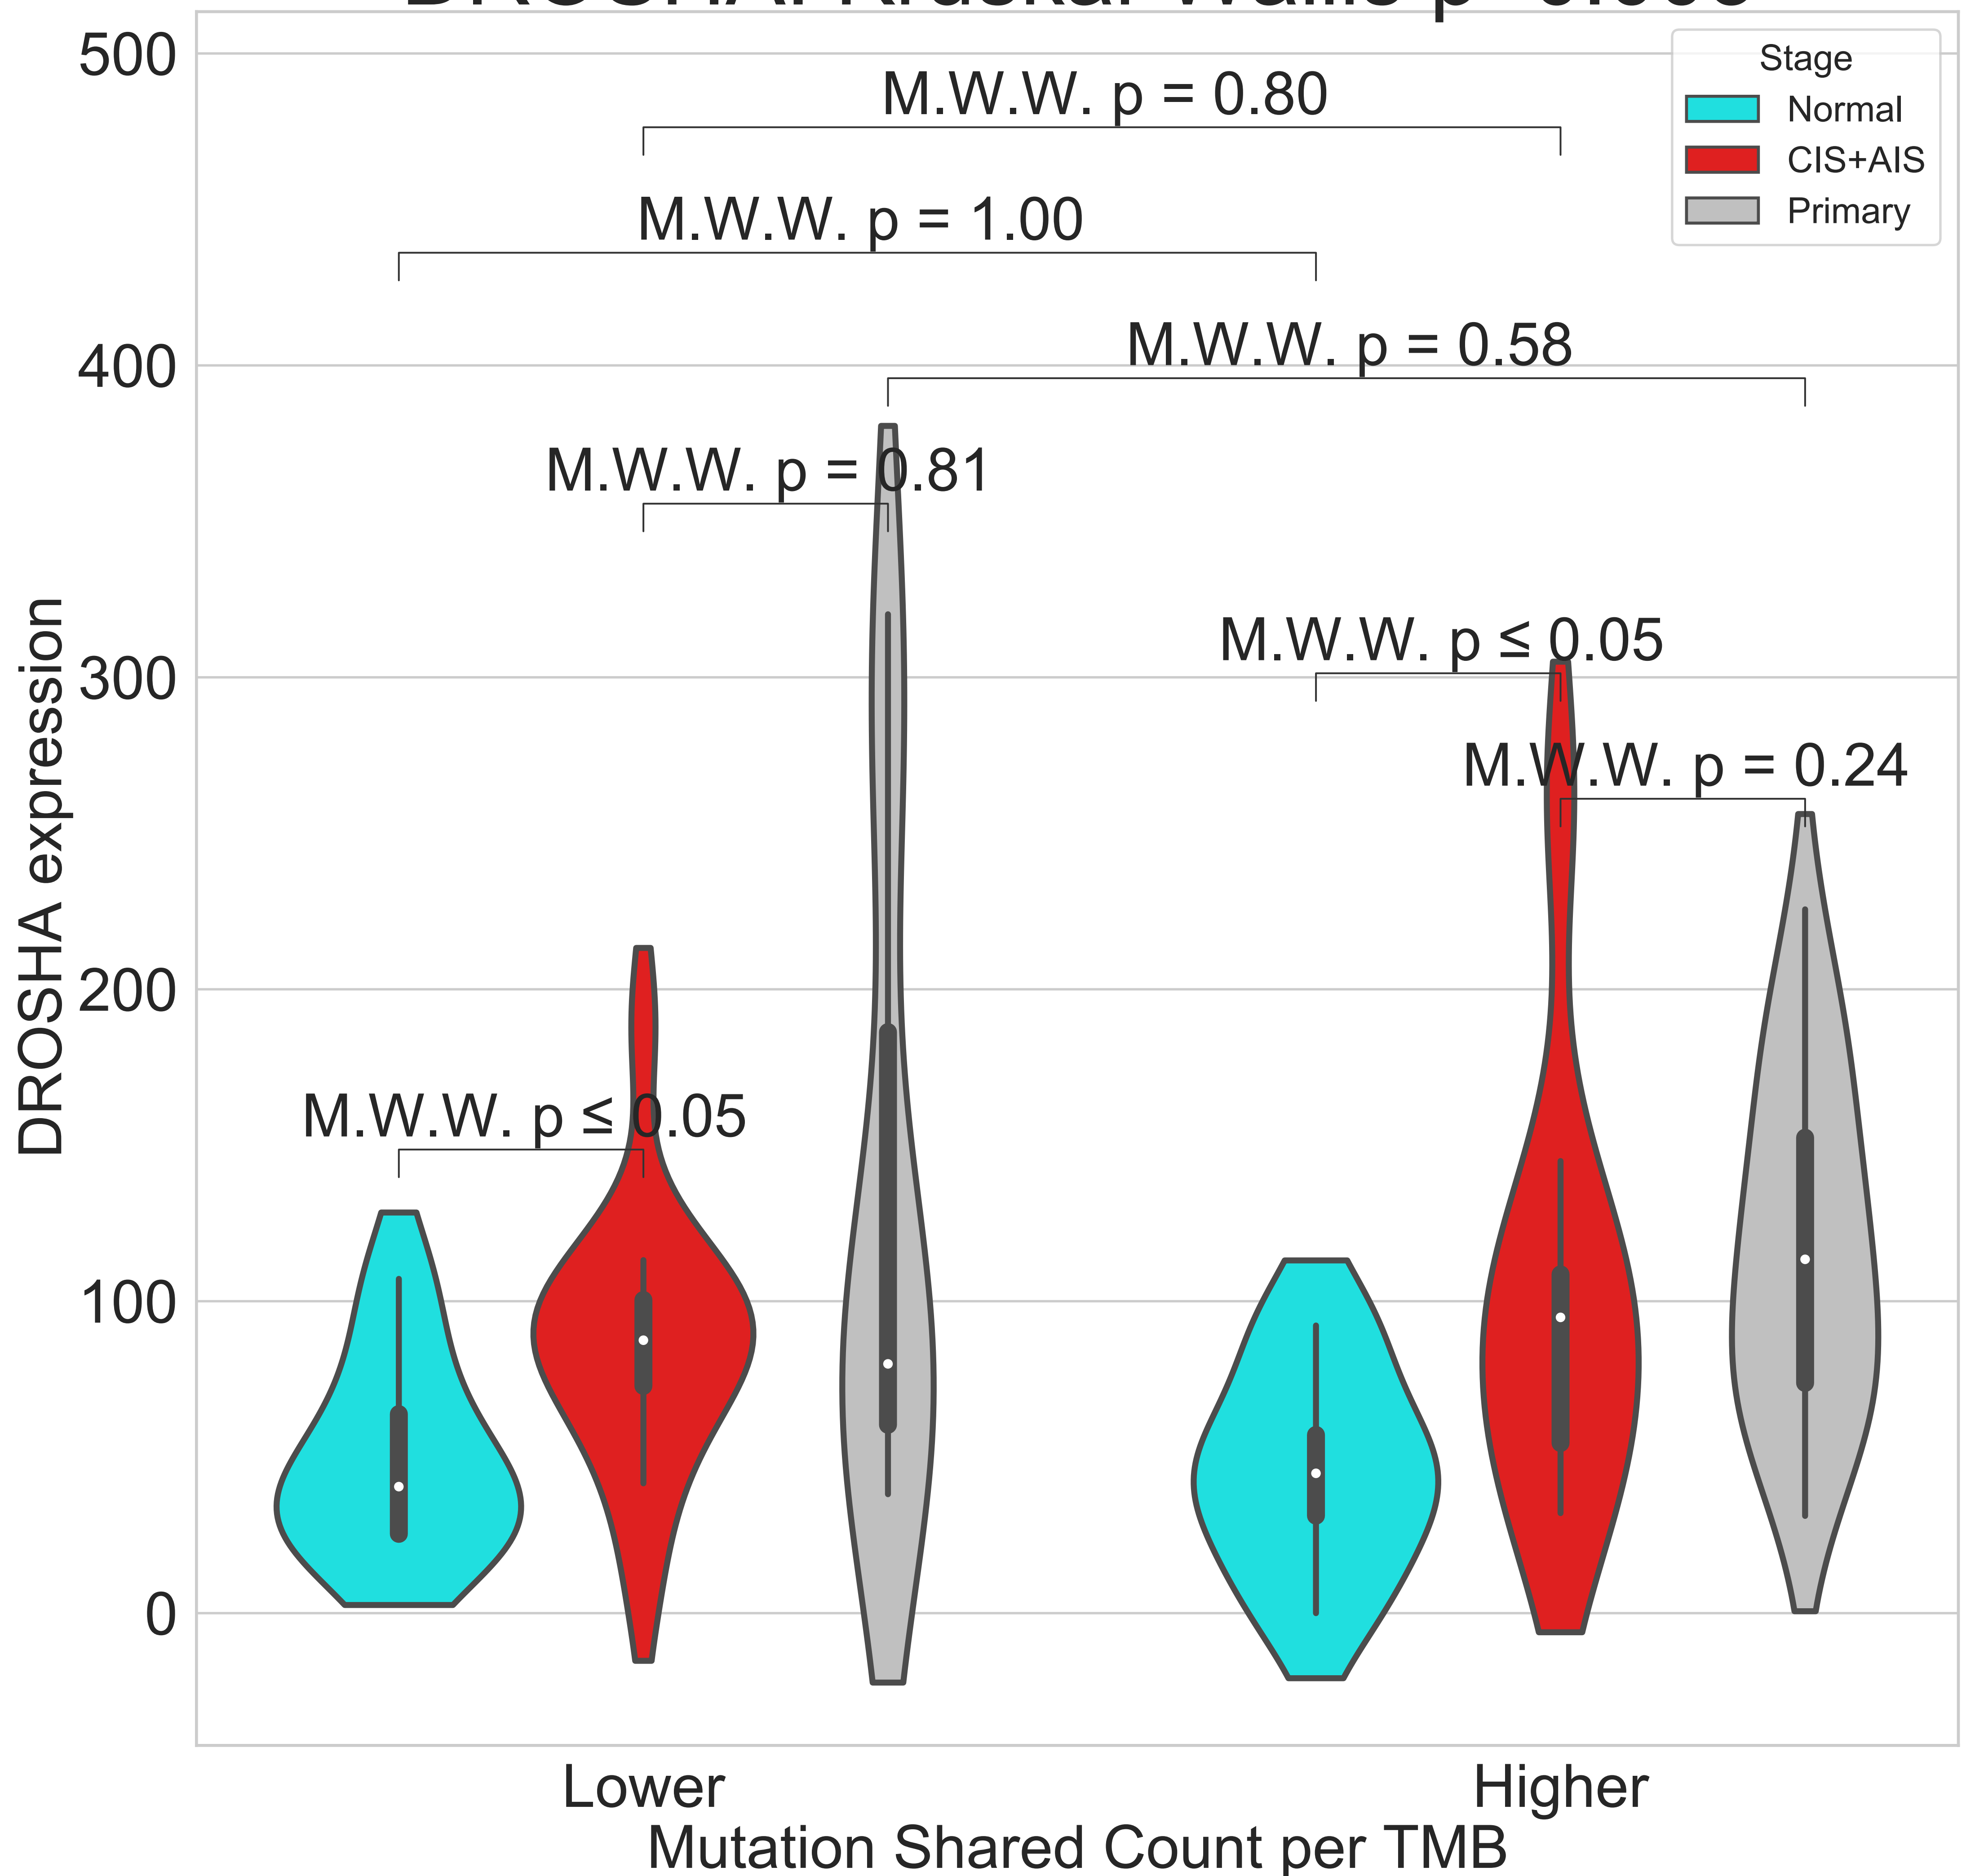 500
400
300
200
100
0
DROSHA expression
Stage
Normal
CIS+AIS
Primary
M.W.W. p = 0.80
M.W.W. p = 1.00
M.W.W. p = 0.58
M.W.W. p = 0.81
M.W.W. p ≤ 0.05
M.W.W. p = 0.24
M.W.W. p ≤ 0.05
Lower
Higher
Mutation Shared Count per TMB